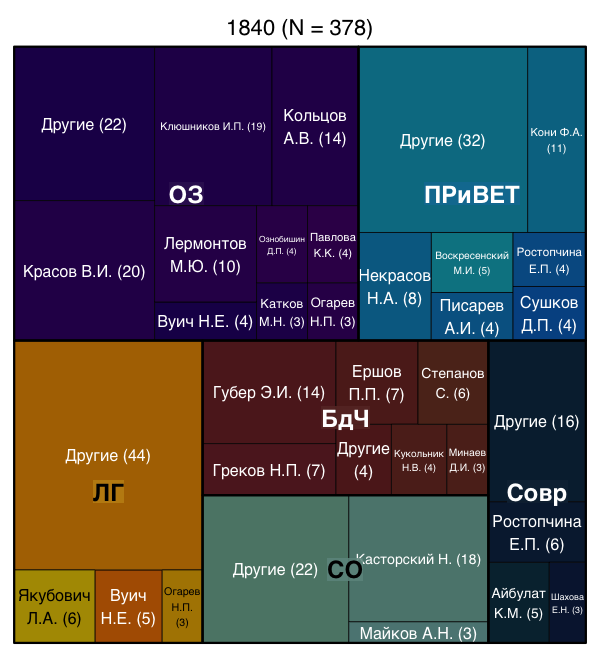 1840 (N = 378)
Другие (22)
Клюшников И.П. (19)
Кольцов
А.В. (14)
ОЗ
Красов В.И. (20)
Лермонтов
М.Ю. (10)
Ознобишин
Д.П. (4)
Павлова
К.К. (4)
Вуич Н.Е. (4)
Катков
М.Н. (3)
Огарев
Н.П. (3)
Другие (32)
Кони Ф.А.
(11)
ПРиВЕТ
Некрасов
Н.А. (8)
Воскресенский
М.И. (5)
Ростопчина
Е.П. (4)
Писарев
А.И. (4)
Сушков
Д.П. (4)
Другие (44)
ЛГ
Якубович
Л.А. (6)
Вуич
Н.Е. (5)
Огарев
Н.П.
(3)
Губер Э.И. (14)
Ершов
П.П. (7)
Степанов
С. (6)
БдЧ
Греков Н.П. (7)
Другие
(4)
Кукольник
Н.В. (4)
Минаев
Д.И. (3)
Другие (22)
СО
Касторский Н. (18)
Майков А.Н. (3)
Другие (16)
Совр
Ростопчина
Е.П. (6)
Айбулат
К.М. (5)
Шахова
Е.Н. (3)